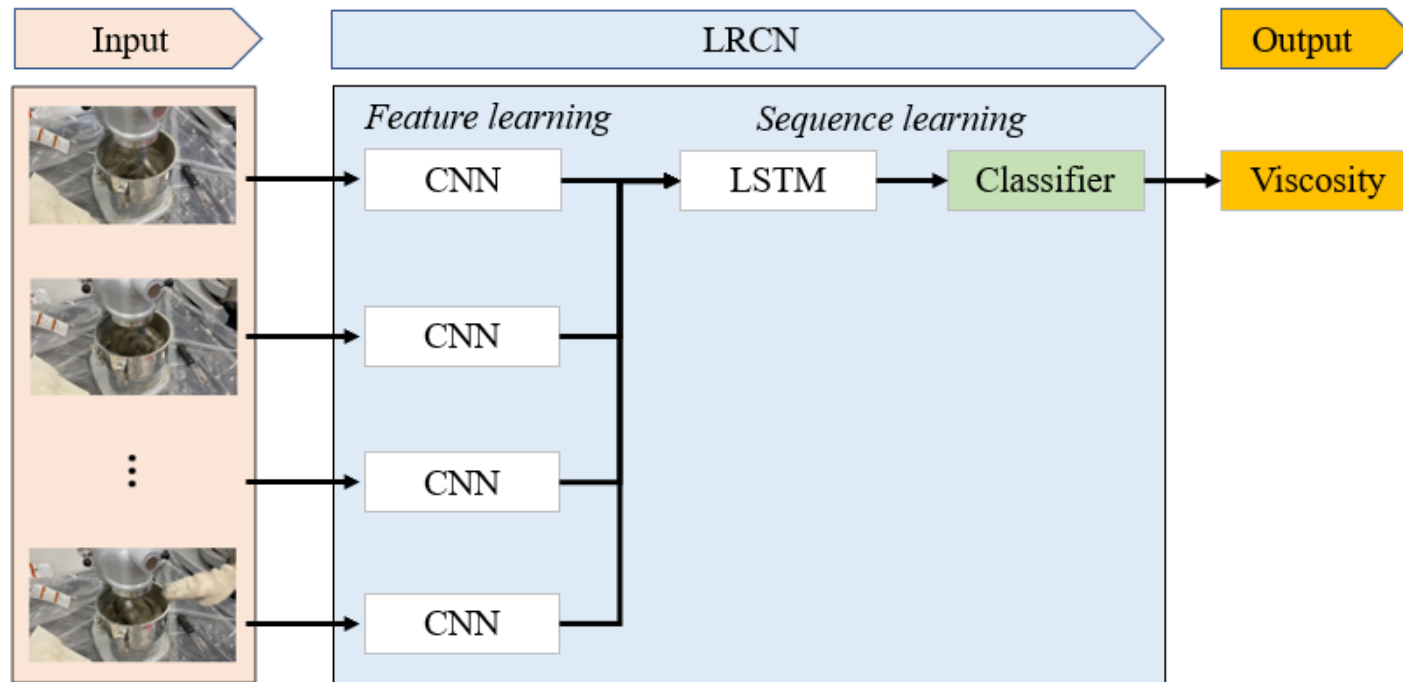 Input
LRCN
Output
Feature learning
Sequence learning
CNN
LSTM
Classifier
Viscosity
CNN
CNN
CNN